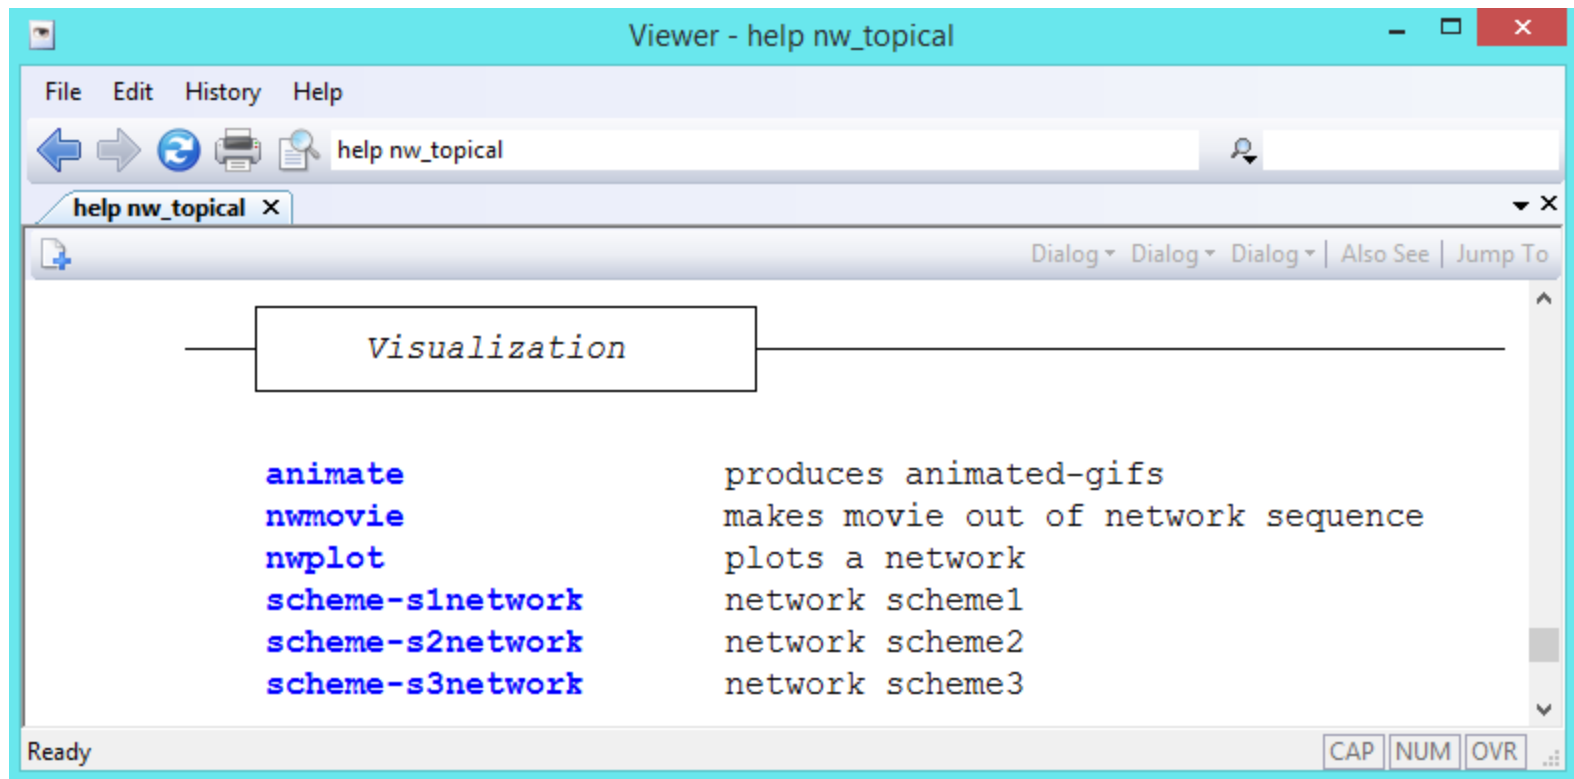 Viewer - help nw_topical
File Edit History Help
help nw_topical
help nw_topical
Dialog Dialog Dialog Also See Jump To
Visualization
animate produces animated-gifs
nwmovie makes movie out of network sequence
nwplot plots a network
scheme-s1network network scheme1
scheme-s2network network scheme2
scheme-s3network network scheme3
Ready CAP NUM OVR